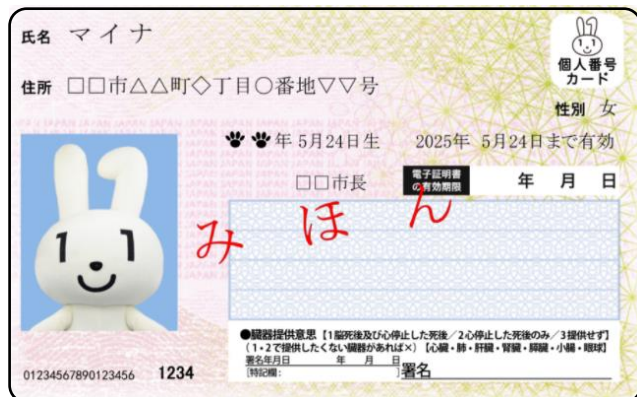 氏名 マイナ
個人番号
カード
住所 □□市△△町◇丁目○番地▽▽号
性別 女
年 5月24日生 2025年 5月24日まで有効
□□市長 電子証明書
の有効期限 年 月 日
みほん
●臓器提供意思【1脳死後及び心停止した死後／2心停止した死後のみ／3提供せず】
（1・2で提供したくない臓器があれば×）【心臓・肺・肝臓・腎臓・膵臓・小腸・眼球】
署名年月日 年 月 日
[特記欄： ] 署名
01234567890123456 1234